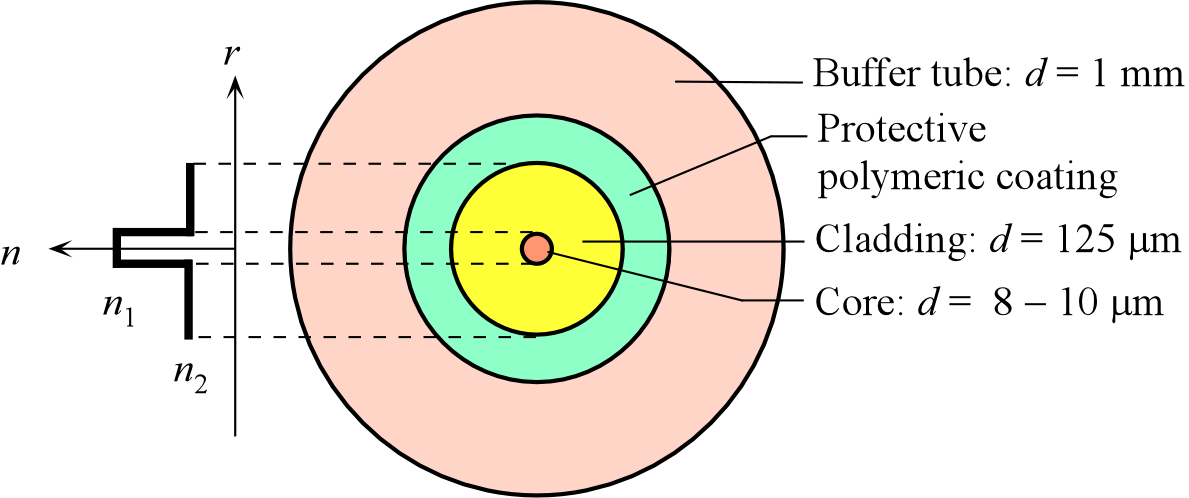 r
n
n1
n2
Buffer tube: d = 1 mm
Protective
polymeric coating
Cladding: d = 125 μm
Core: d = 8 – 10 μm